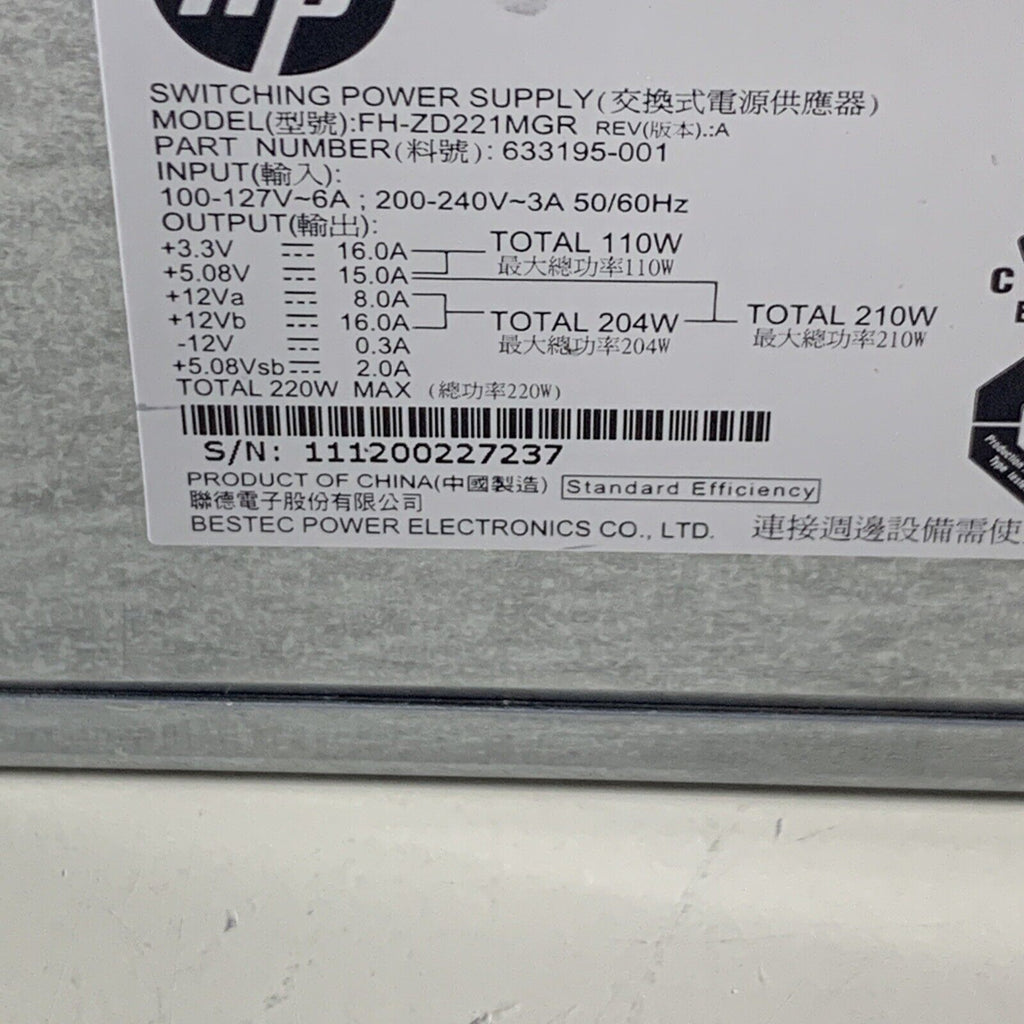 hp
SWITCHING POWER SUPPLY(交換式電源供應器)
MODEL(型號):FH-ZD221MGR REV(版本).:A
PART NUMBER(料號): 633195-001
INPUT(輸入):
100-127V~6A ; 200-240V~3A 50/60Hz
OUTPUT(輸出):
+3.3V ⎓ 16.0A TOTAL 110W
最大總功率110W
+5.08V ⎓ 15.0A
+12Va ⎓ 8.0A
+12Vb ⎓ 16.0A TOTAL 204W TOTAL 210W
最大總功率204W 最大總功率210W
-12V ⎓ 0.3A
+5.08Vsb ⎓ 2.0A
TOTAL 220W MAX (總功率220W)
S/N: 111200227237
PRODUCT OF CHINA(中國製造) Standard Efficiency
聯德電子股份有限公司
BESTEC POWER ELECTRONICS CO., LTD. 連接週邊設備需使
C
Production
Type